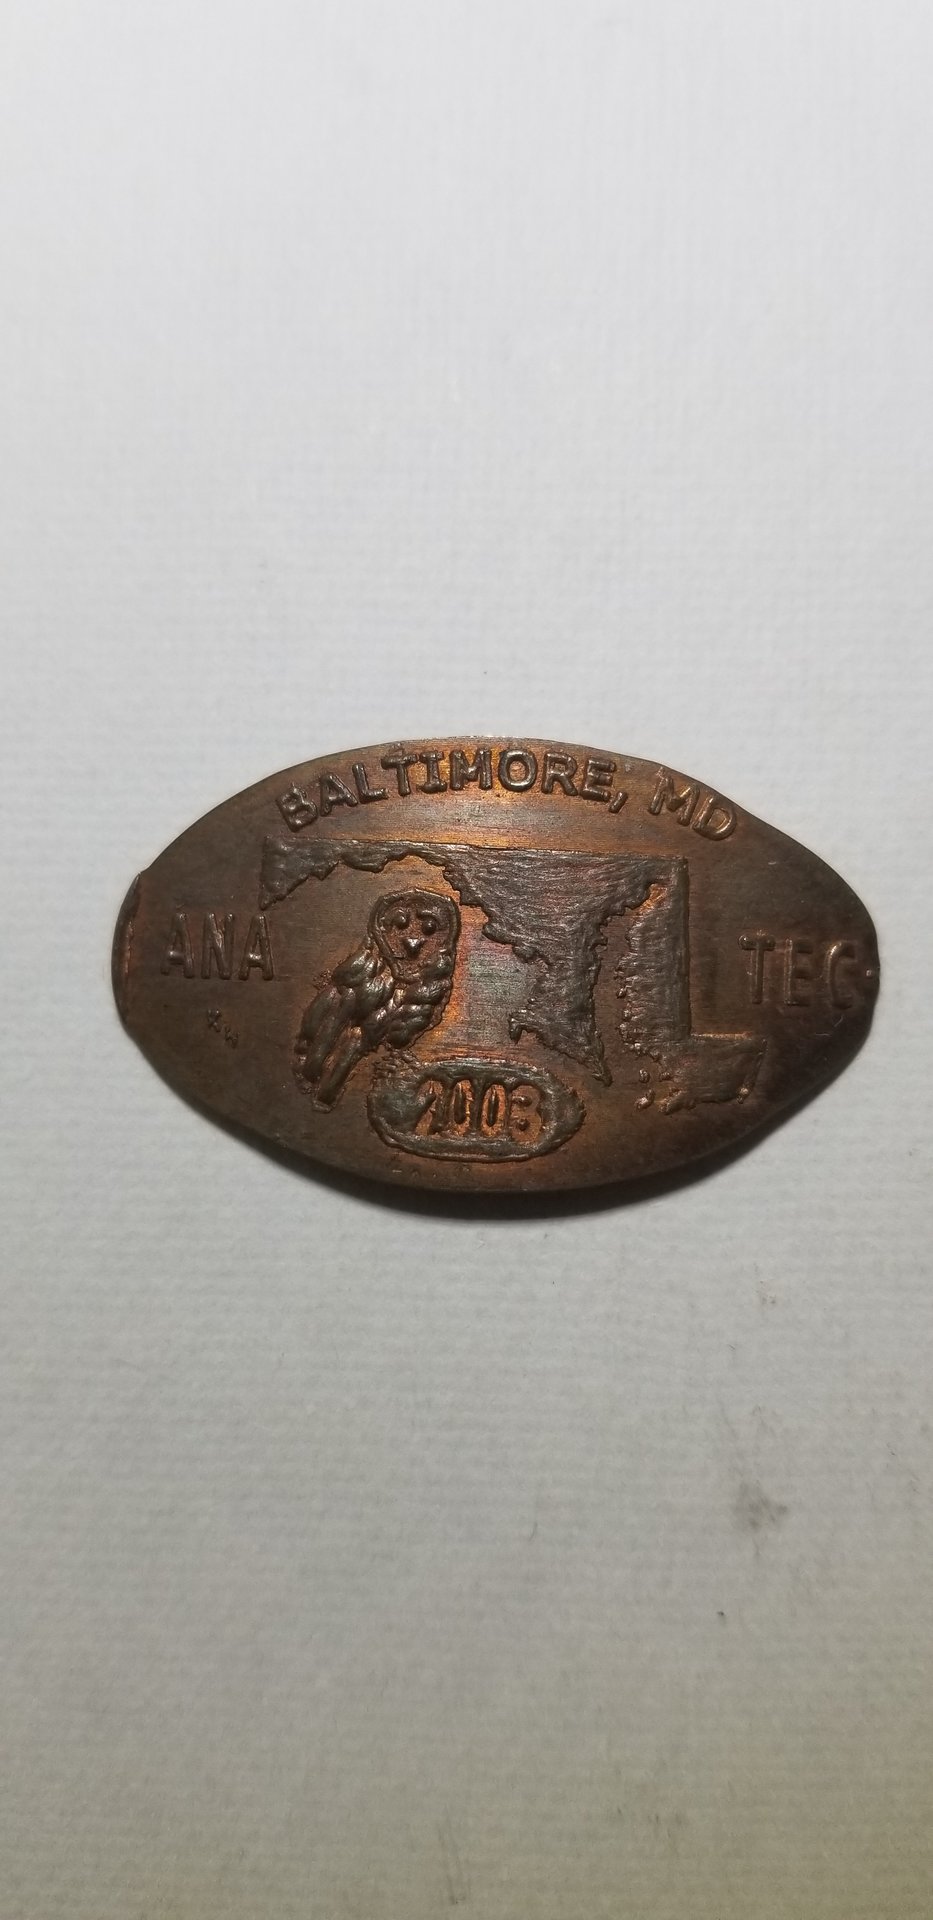 BALTIMORE, MD
ANA TEC
2003